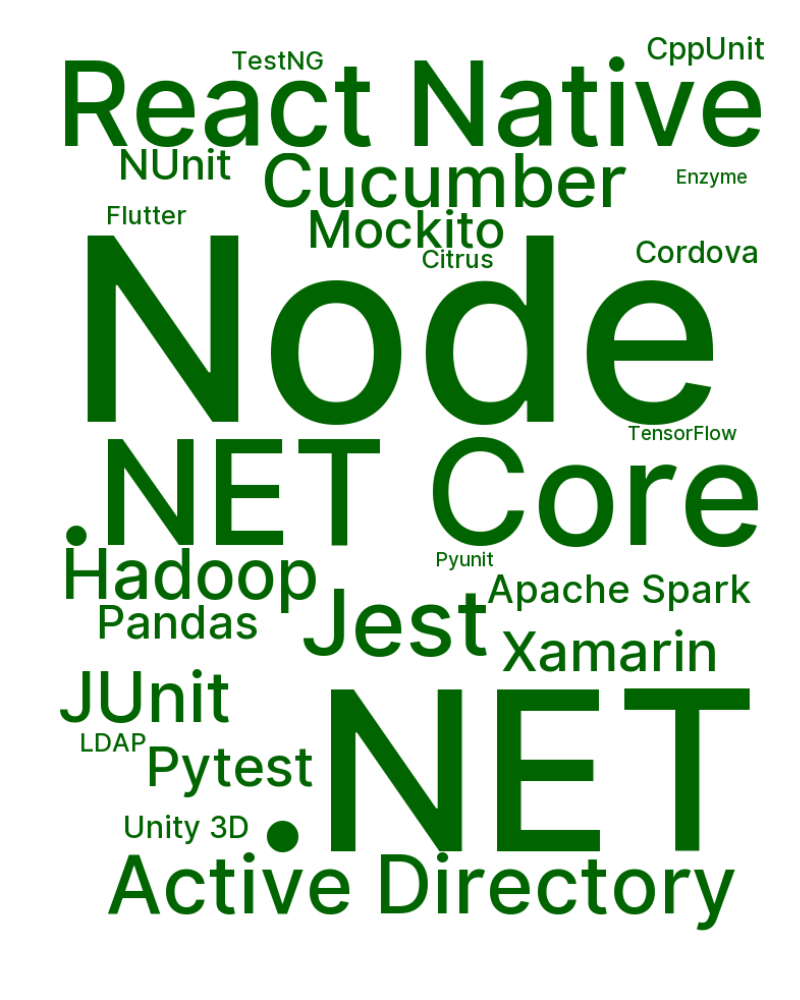 CppUnit
TestNG
React Native
NUnit
Cucumber
Enzyme
Flutter
Mockito
Citrus
Cordova
Node
TensorFlow
.NET Core
Pyunit
Hadoop
Apache Spark
Pandas
Jest
Xamarin
JUnit
LDAP
Pytest
.NET
Unity 3D
Active Directory